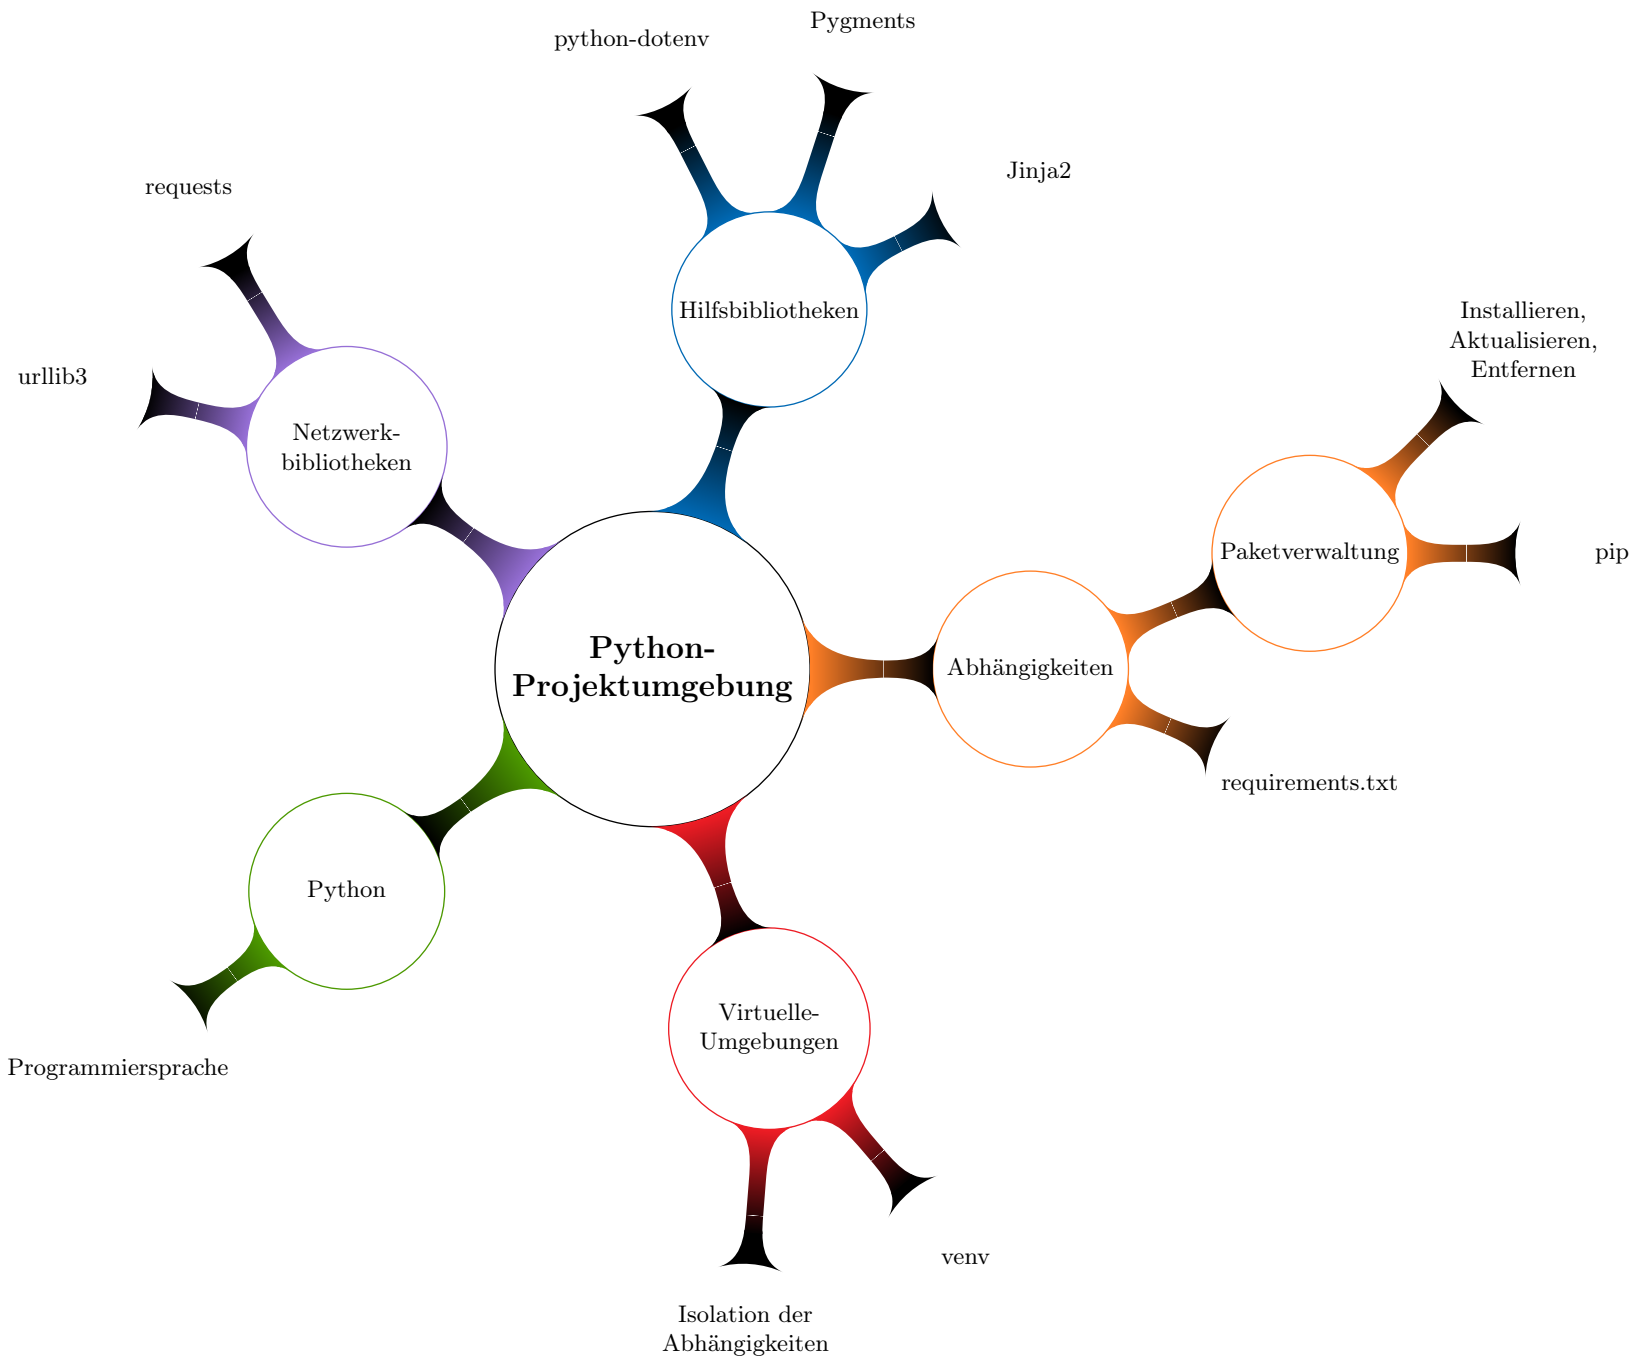 Pygments
python-dotenv
Jinja2
requests
Hilfsbibliotheken
Installieren,
Aktualisieren,
Entfernen
urllib3
Netzwerk-
bibliotheken
Paketverwaltung
pip
Python-
Projektumgebung
Abhängigkeiten
requirements.txt
Python
Virtuelle-
Umgebungen
Programmiersprache
venv
Isolation der
Abhängigkeiten